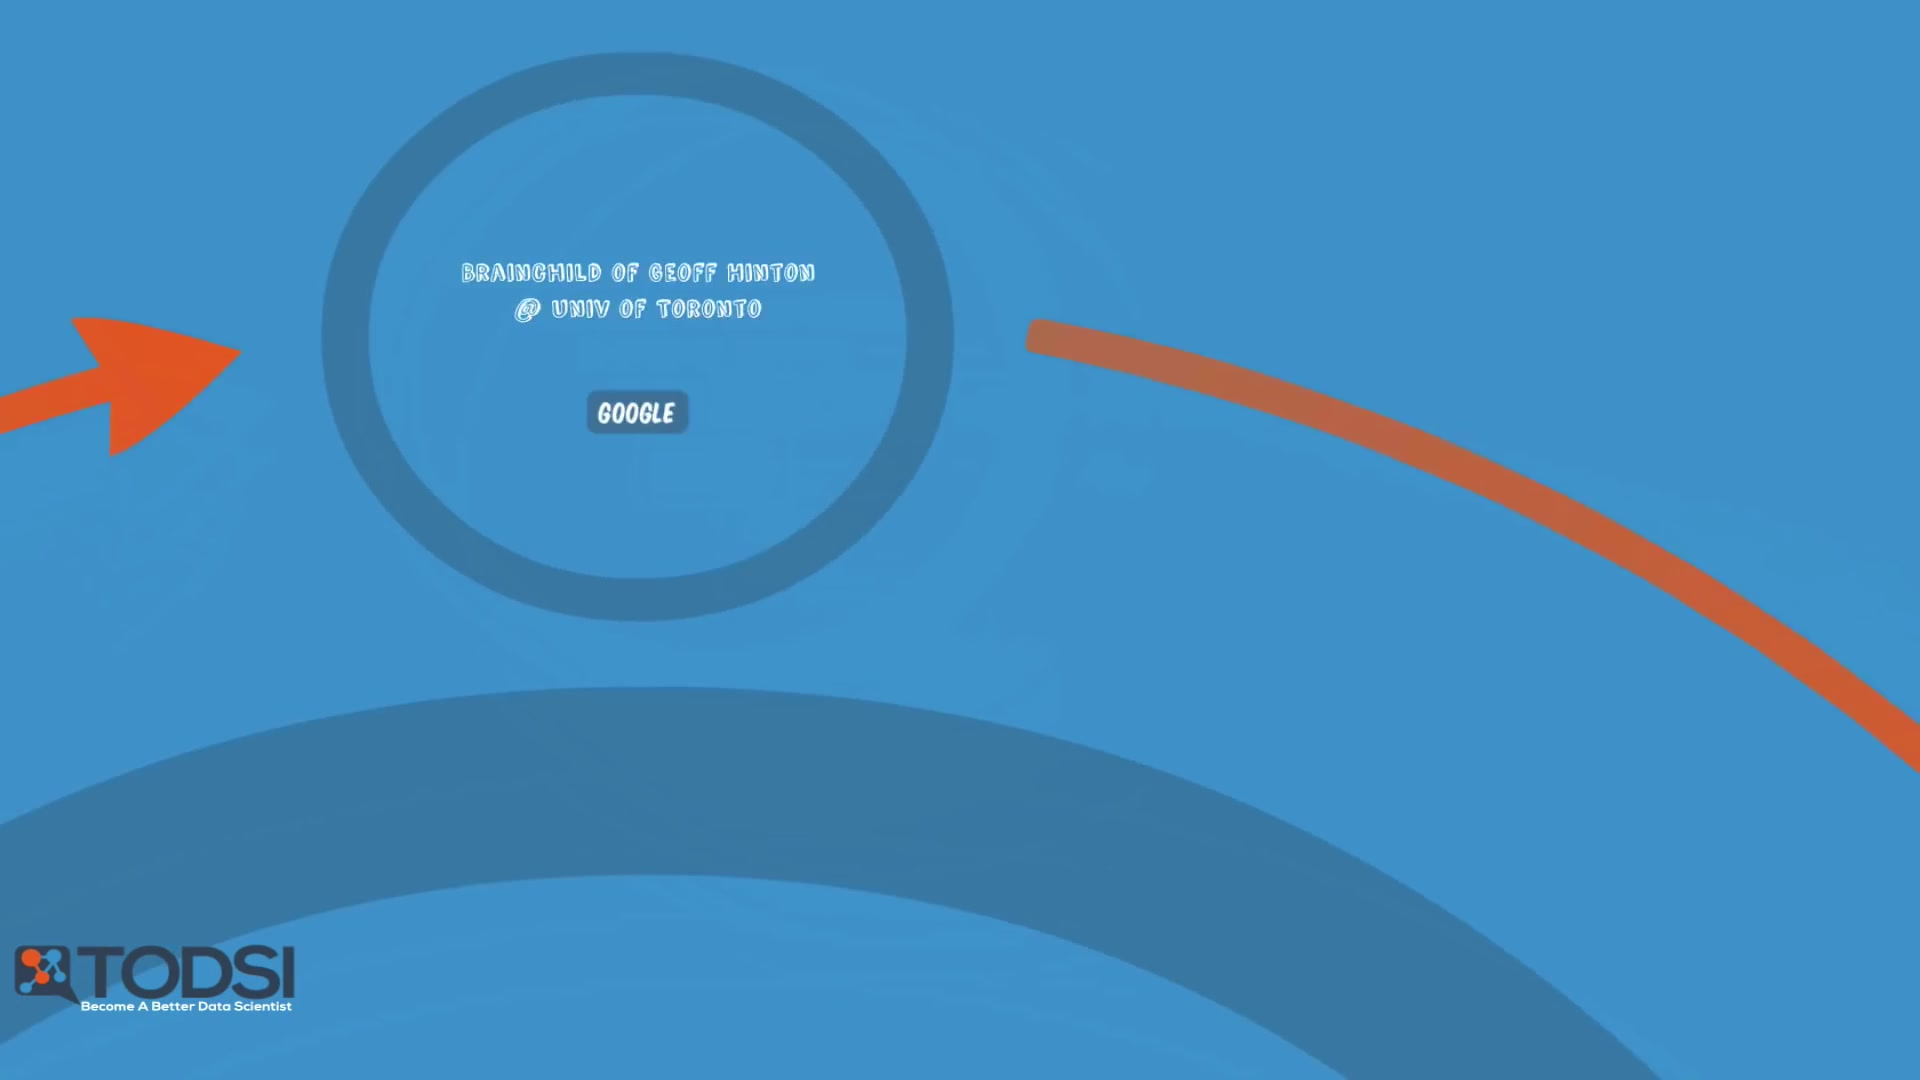 BRAINCHILD OF GEOFF HINTON
@ UNIV OF TORONTO
GOOGLE
TODSI
Become A Better Data Scientist